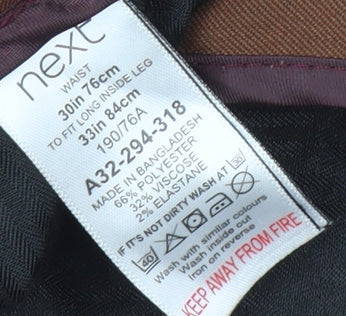 next
WAIST
30in 76cm
TO FIT LONG INSIDE LEG
33in 84cm
190/76A
A32-294-318
MADE IN BANGLADESH
66% POLYESTER
32% VISCOSE
2% ELASTANE
IF IT'S NOT DIRTY WASH AT 30
40
Wash with similar colours
Wash inside out
Iron on reverse
KEEP AWAY FROM FIRE